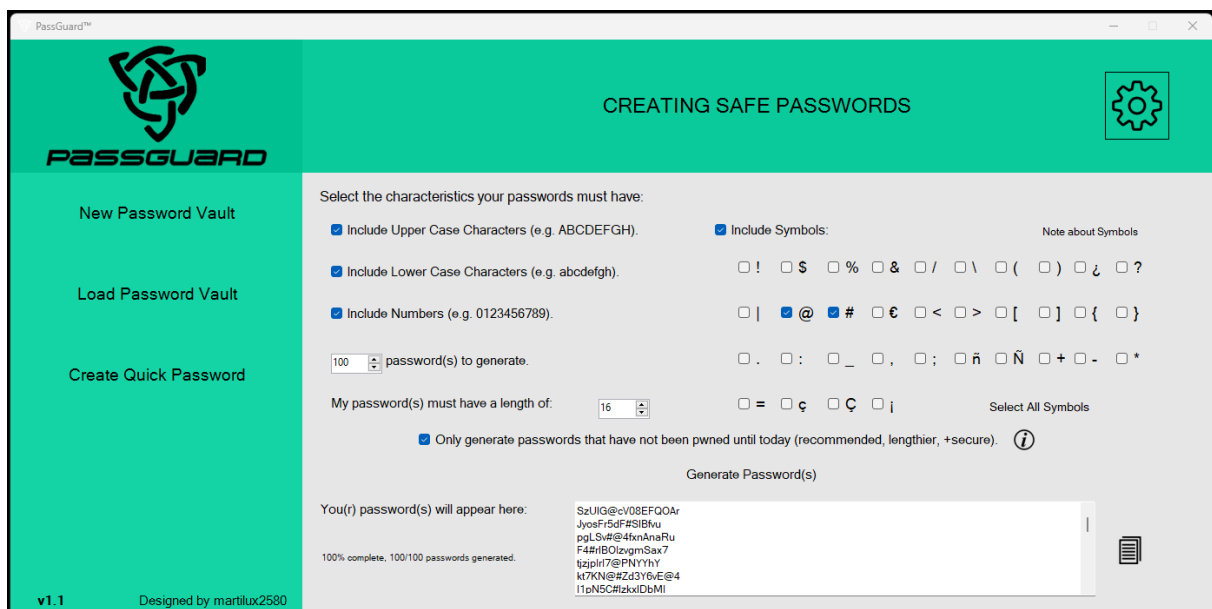 PassGuard™
PASSGUARD
CREATING SAFE PASSWORDS
New Password Vault
Load Password Vault
Create Quick Password
v1.1
Designed by martilux2580
Select the characteristics your passwords must have:
Include Upper Case Characters (e.g. ABCDEFGH).
Include Lower Case Characters (e.g. abcdefgh).
Include Numbers (e.g. 0123456789).
100 password(s) to generate.
My password(s) must have a length of: 16
Include Symbols:
Note about Symbols
! $ % & / \ ( ) ¿ ?
| @ # € < > [ ] { }
. : _ , ; ñ Ñ + - *
= ç Ç ¡
Select All Symbols
Only generate passwords that have not been pwned until today (recommended, lengthier, +secure). i
Generate Password(s)
You(r) password(s) will appear here:
100% complete, 100/100 passwords generated.
SzUIG@cV08EFQOAr
JyosFr5dF#SIBfvu
pgLSv#@4fxnAnaRu
F4#rIBOlzvgmSax7
tjzjpIrl7@PNYYhY
kt7KN@#Zd3Y6vE@4
I1pN5C#lzkxIDbMI